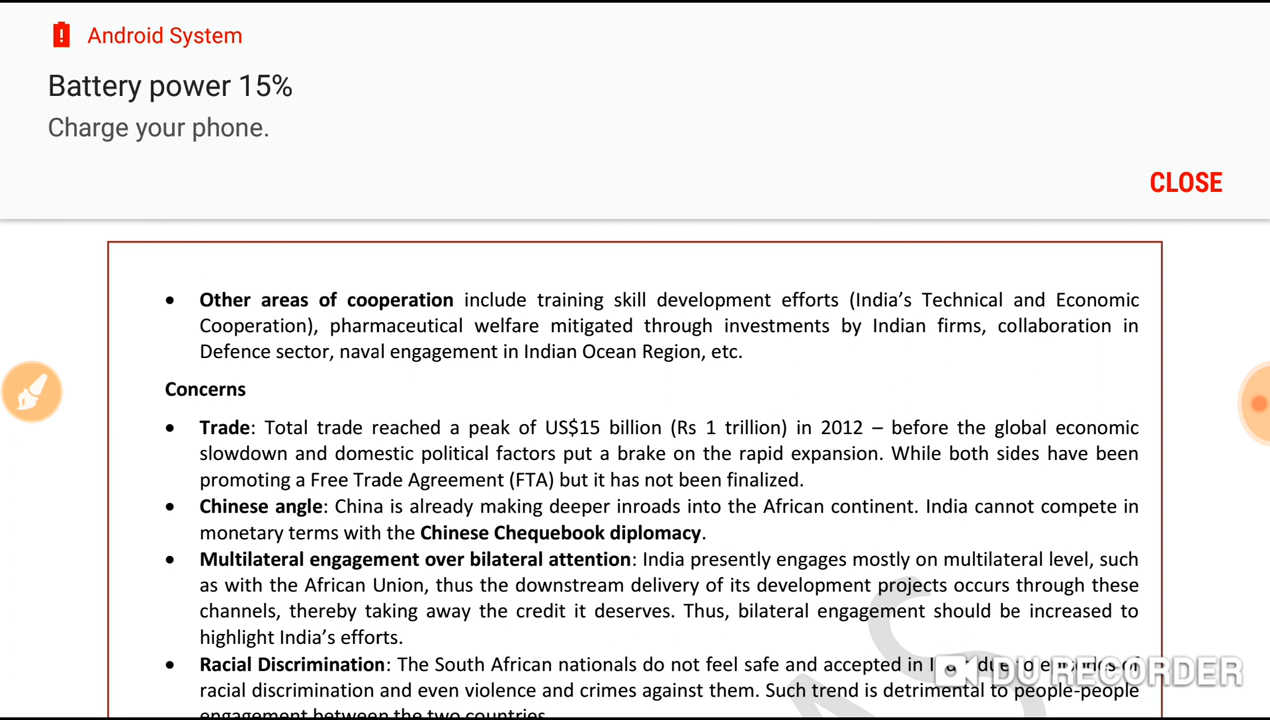 Android System
Battery power 15%
Charge your phone.
CLOSE
• Other areas of cooperation include training skill development efforts (India's Technical and Economic
Cooperation), pharmaceutical welfare mitigated through investments by Indian firms, collaboration in
Defence sector, naval engagement in Indian Ocean Region, etc.
Concerns
• Trade: Total trade reached a peak of US$15 billion (Rs 1 trillion) in 2012 – before the global economic
slowdown and domestic political factors put a brake on the rapid expansion. While both sides have been
promoting a Free Trade Agreement (FTA) but it has not been finalized.
• Chinese angle: China is already making deeper inroads into the African continent. India cannot compete in
monetary terms with the Chinese Chequebook diplomacy.
• Multilateral engagement over bilateral attention: India presently engages mostly on multilateral level, such
as with the African Union, thus the downstream delivery of its development projects occurs through these
channels, thereby taking away the credit it deserves. Thus, bilateral engagement should be increased to
highlight India's efforts.
• Racial Discrimination: The South African nationals do not feel safe and accepted in due to of
DU RECORDER
racial discrimination and even violence and crimes against them. Such trend is detrimental to people-people
engagement between the two countries.